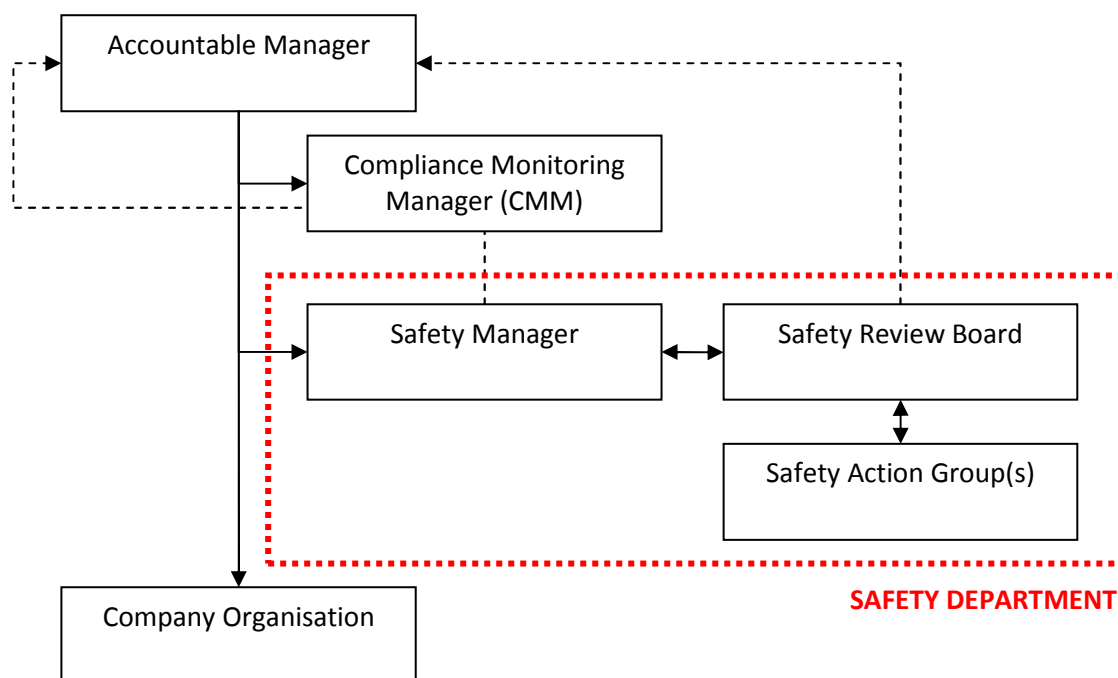 Accountable Manager
Compliance Monitoring
Manager (CMM)
Safety Manager
Safety Review Board
Safety Action Group(s)
SAFETY DEPARTMENT
Company Organisation